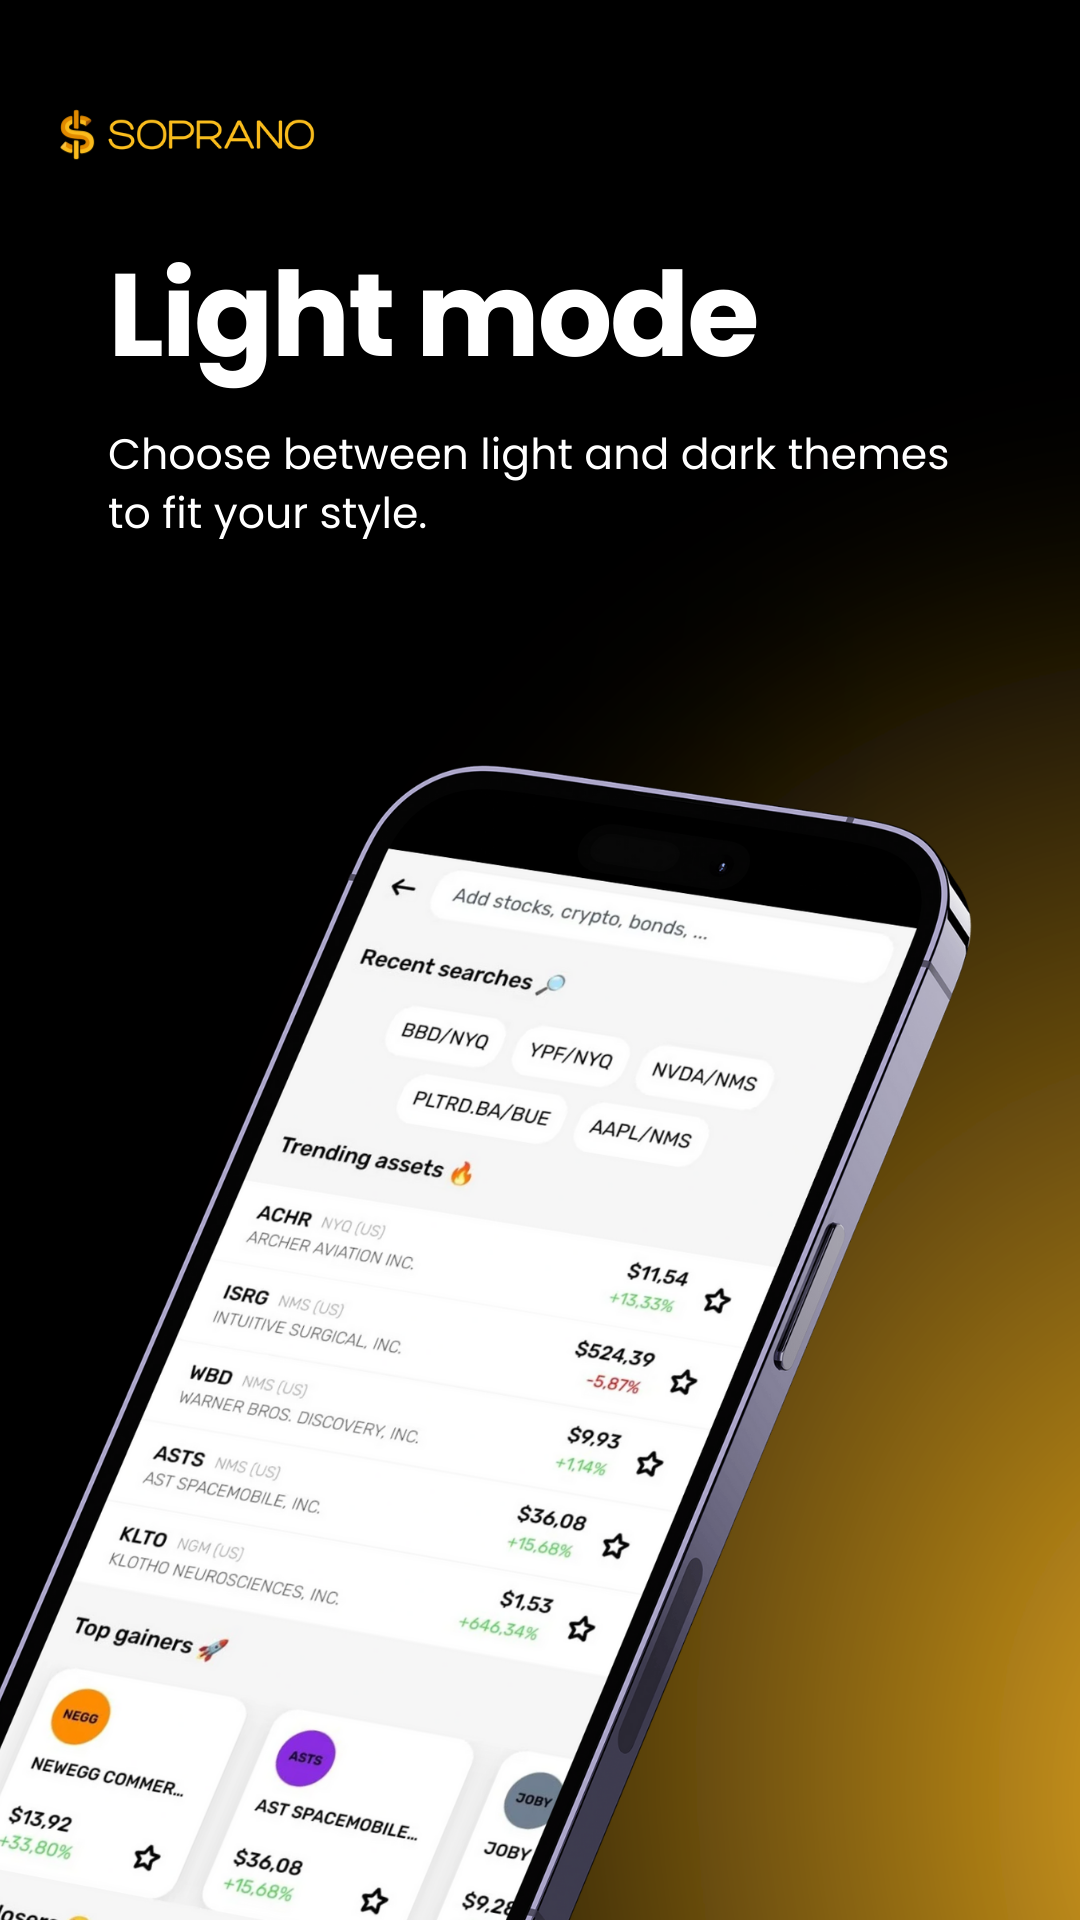 $ SOPRANO
Light mode
Choose between light and dark themes
to fit your style.
Add stocks, crypto, bonds, ...
Recent searches 🔎
BBD/NYQ YPF/NYQ NVDA/NMS
PLTRD.BA/BUE AAPL/NMS
Trending assets 🔥
ACHR NYQ (US)
ARCHER AVIATION INC.
$11,54
+13,33%
ISRG NMS (US)
INTUITIVE SURGICAL, INC.
$524,39
-5,87%
WBD NMS (US)
WARNER BROS. DISCOVERY, INC.
$9,93
+1,14%
ASTS NMS (US)
AST SPACEMOBILE, INC.
$36,08
+15,68%
KLTO NGM (US)
KLOTHO NEUROSCIENCES, INC.
$1,53
+646,34%
Top gainers 🚀
NEGG
NEWEGG COMMER...
$13,92
+33,80%
ASTS
AST SPACEMOBILE...
$36,08
+15,68%
JOBY
JOBY
$9,28